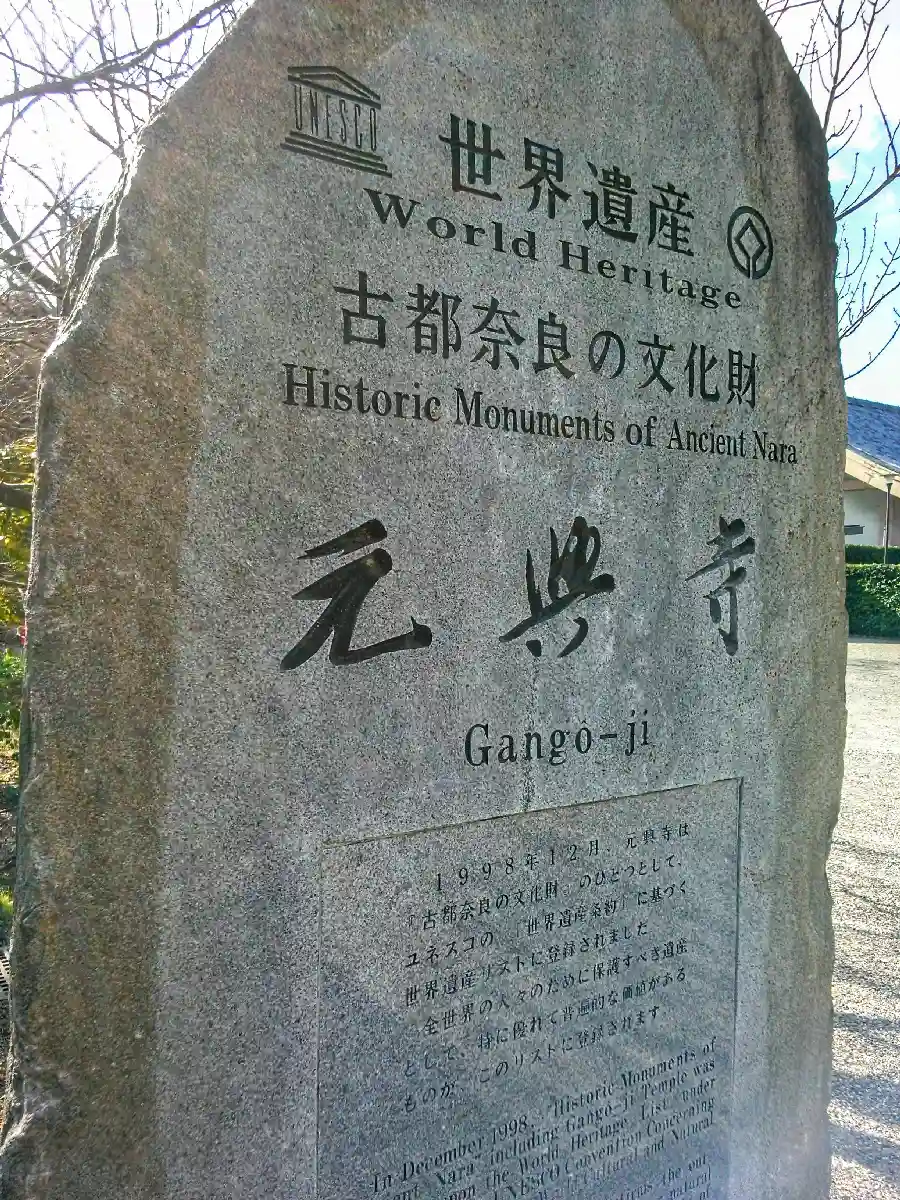 UNESCO
世界遺産
World Heritage
古都奈良の文化財
Historic Monuments of Ancient Nara
元興寺
Gangô-ji
1998年12月、元興寺は
『古都奈良の文化財』のひとつとして、
ユネスコの『世界遺産条約』に基づく
世界遺産リストに登録されました
全世界の人々のために保護すべき遺産
として、特に優れて普遍的な価値がある
ものが、このリストに登録されます
In December 1998, "Historic Monuments of
ent Nara" including Gangô-ji Temple was
upon the World Heritage List under
UNESCO Convention Concerning
Cultural and Natural
the out
natural